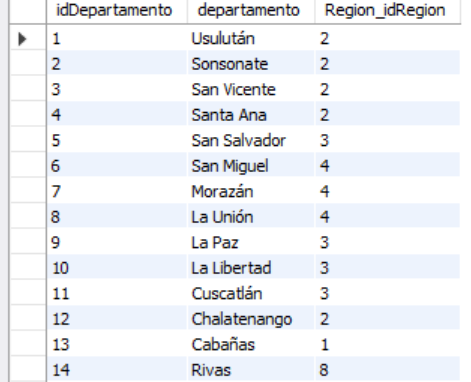 idDepartamento departamento Region_idRegion
1 Usulután 2
2 Sonsonate 2
3 San Vicente 2
4 Santa Ana 2
5 San Salvador 3
6 San Miguel 4
7 Morazán 4
8 La Unión 4
9 La Paz 3
10 La Libertad 3
11 Cuscatlán 3
12 Chalatenango 2
13 Cabañas 1
14 Rivas 8